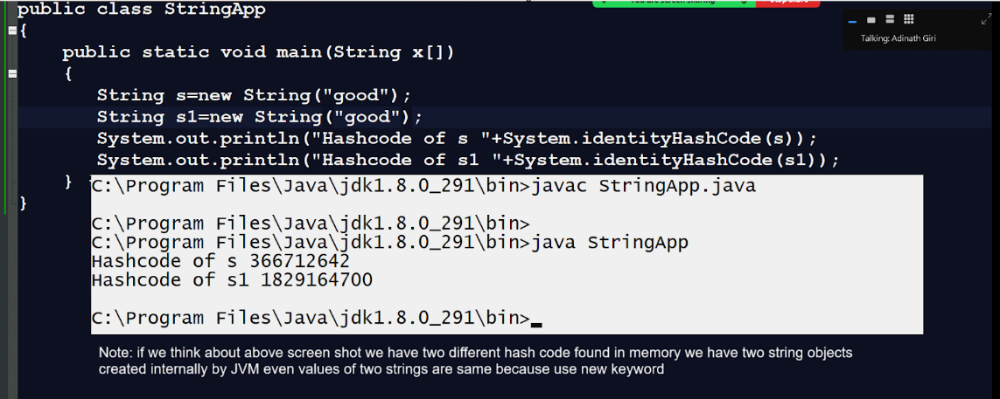 public class StringApp
{
public static void main(String x[])
{
String s=new String("good");
String s1=new String("good");
System.out.println("Hashcode of s "+System.identityHashCode(s));
System.out.println("Hashcode of s1 "+System.identityHashCode(s1));
}
}
Talking: Adinath Giri
C:\Program Files\Java\jdk1.8.0_291\bin>javac StringApp.java
C:\Program Files\Java\jdk1.8.0_291\bin>
C:\Program Files\Java\jdk1.8.0_291\bin>java StringApp
Hashcode of s 366712642
Hashcode of s1 1829164700
C:\Program Files\Java\jdk1.8.0_291\bin>_
Note: if we think about above screen shot we have two different hash code found in memory we have two string objects
created internally by JVM even values of two strings are same because use new keyword